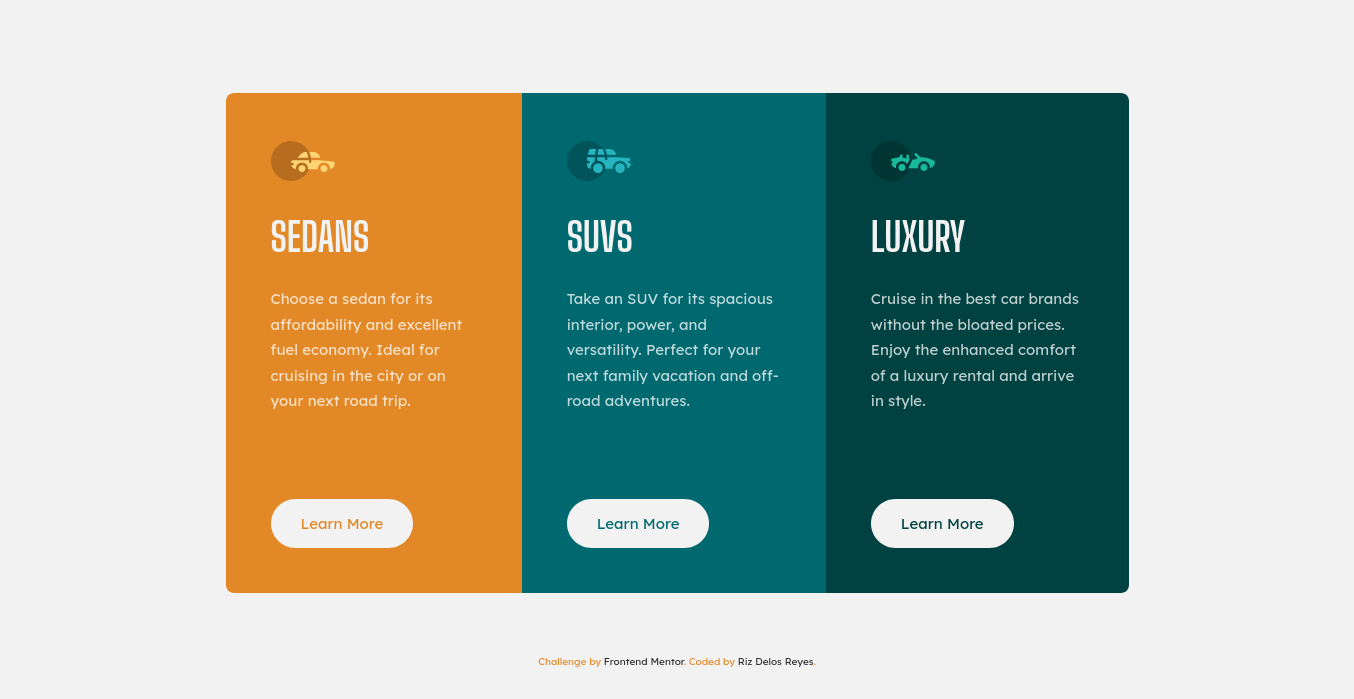 SEDANS
Choose a sedan for its
affordability and excellent
fuel economy. Ideal for
cruising in the city or on
your next road trip.
Learn More
SUVS
Take an SUV for its spacious
interior, power, and
versatility. Perfect for your
next family vacation and off-
road adventures.
Learn More
LUXURY
Cruise in the best car brands
without the bloated prices.
Enjoy the enhanced comfort
of a luxury rental and arrive
in style.
Learn More
Challenge by Frontend Mentor. Coded by Riz Delos Reyes.